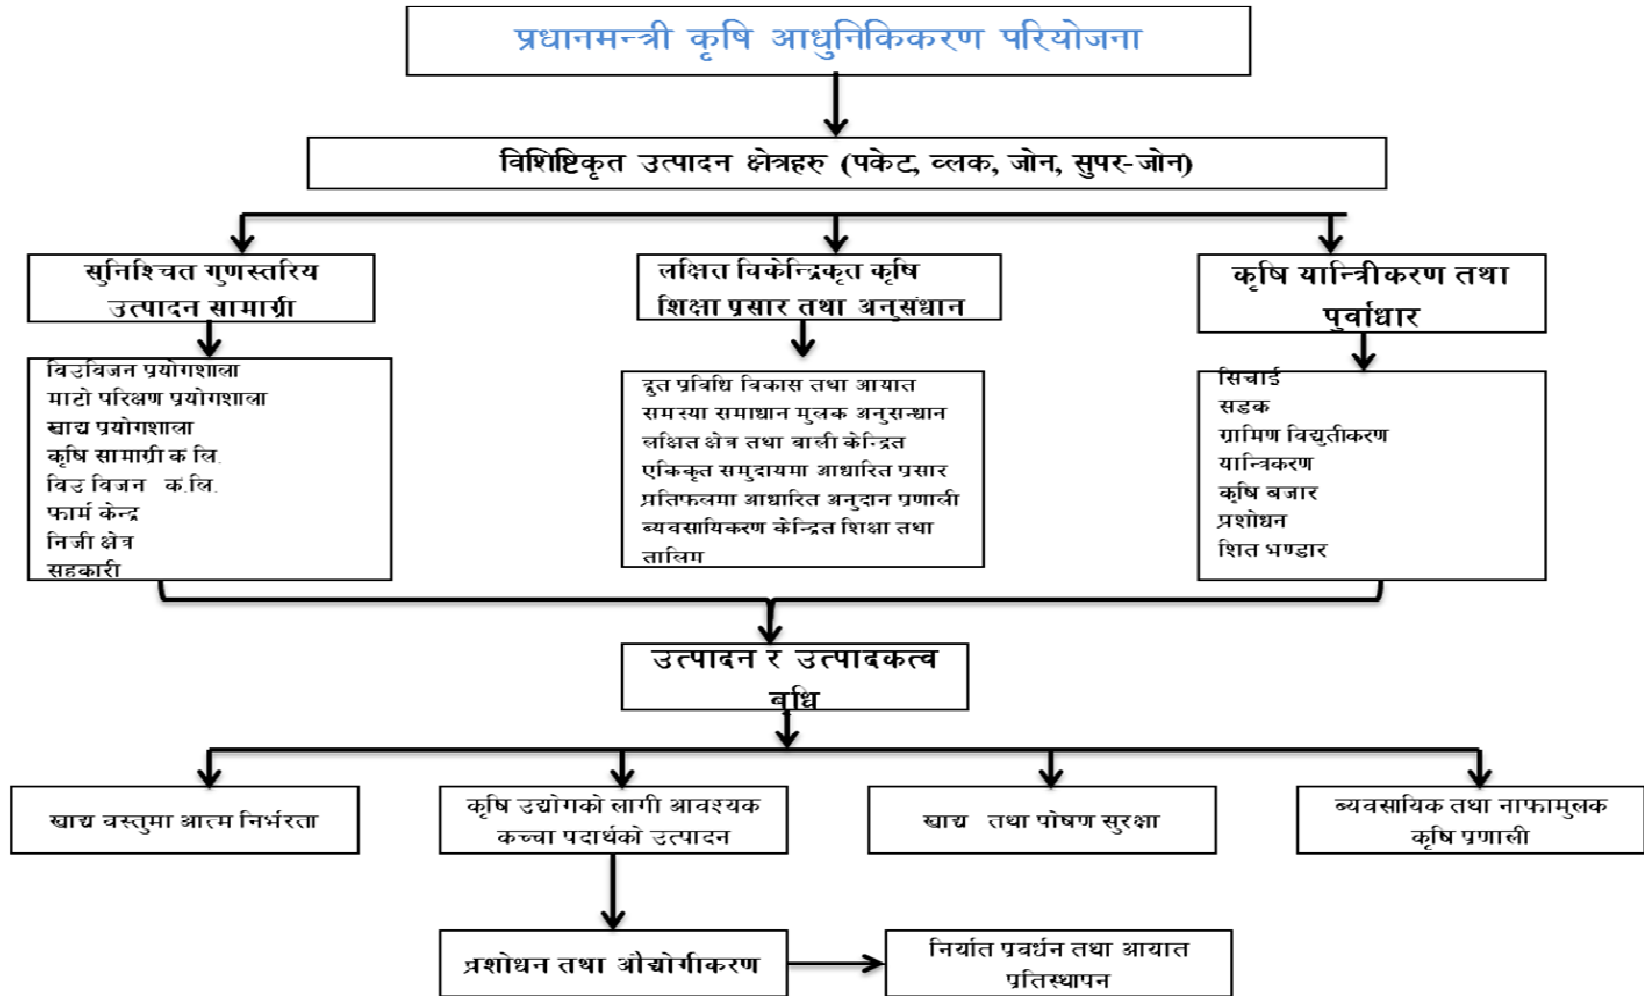 प्रधानमन्त्री कृषि आधुनिकिकरण परियोजना
विशिष्टिकृत उत्पादन क्षेत्रहरु (पकेट, व्लक, जोन, सुपर-जोन)
सुनिश्चित गुणस्तरिय
उत्पादन सामाग्री
लक्षित विकेन्द्रिकृत कृषि
शिक्षा प्रसार तथा अनुसंधान
कृषि यान्त्रिीकरण तथा
पुर्वाधार
बिउबिजन प्रयोगशाला
माटो परिक्षण प्रयोगशाला
खाद्य प्रयोगशाला
कृषि सामाग्री क लि.
विउ विजन क.लि.
फार्म केन्द्र
निजी क्षेत्र
सहकारी
द्रुत प्रबिधि विकास तथा आयात
समस्या समाधान मुलक अनुसन्धान
लक्षित क्षेत्र तथा बाली केन्द्रित
एकिकृत समुदायमा आधारित प्रसार
प्रतिफलमा आधारित अनुदान प्रणाली
ब्यवसायिकरण केन्द्रित शिक्षा तथा
तालिम
सिचाई
सडक
ग्रामिण विद्युतीकरण
यान्त्रिकरण
कृषि बजार
प्रशोधन
शित भण्डार
उत्पादन र उत्पादकत्व
बृध्दि
खाद्य वस्तुमा आत्म निर्भरता
कृषि उद्योगको लागी आवश्यक
कच्चा पदार्थको उत्पादन
खाद्य तथा पोषण सुरक्षा
ब्यवसायिक तथा नाफामुलक
कृषि प्रणाली
प्रशोधन तथा औद्योगीकरण
निर्यात प्रवर्धन तथा आयात
प्रतिस्थापन